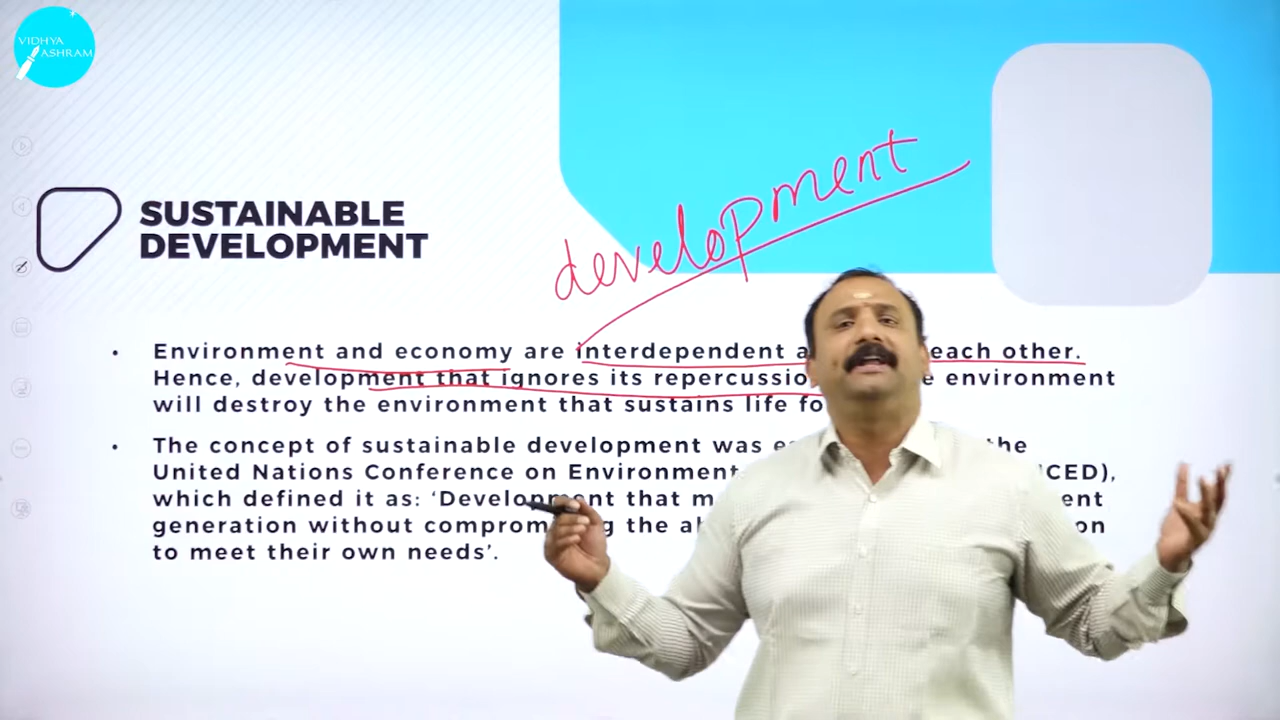 VIDHYA
ASHRAM
development
SUSTAINABLE
DEVELOPMENT
• Environment and economy are interdependent a each other.
Hence, development that ignores its repercussio e environment
will destroy the environment that sustains life fo
• The concept of sustainable development was e the
United Nations Conference on Environment CED),
which defined it as: ‘Development that m ent
generation without compromi g the a on
to meet their own needs’.